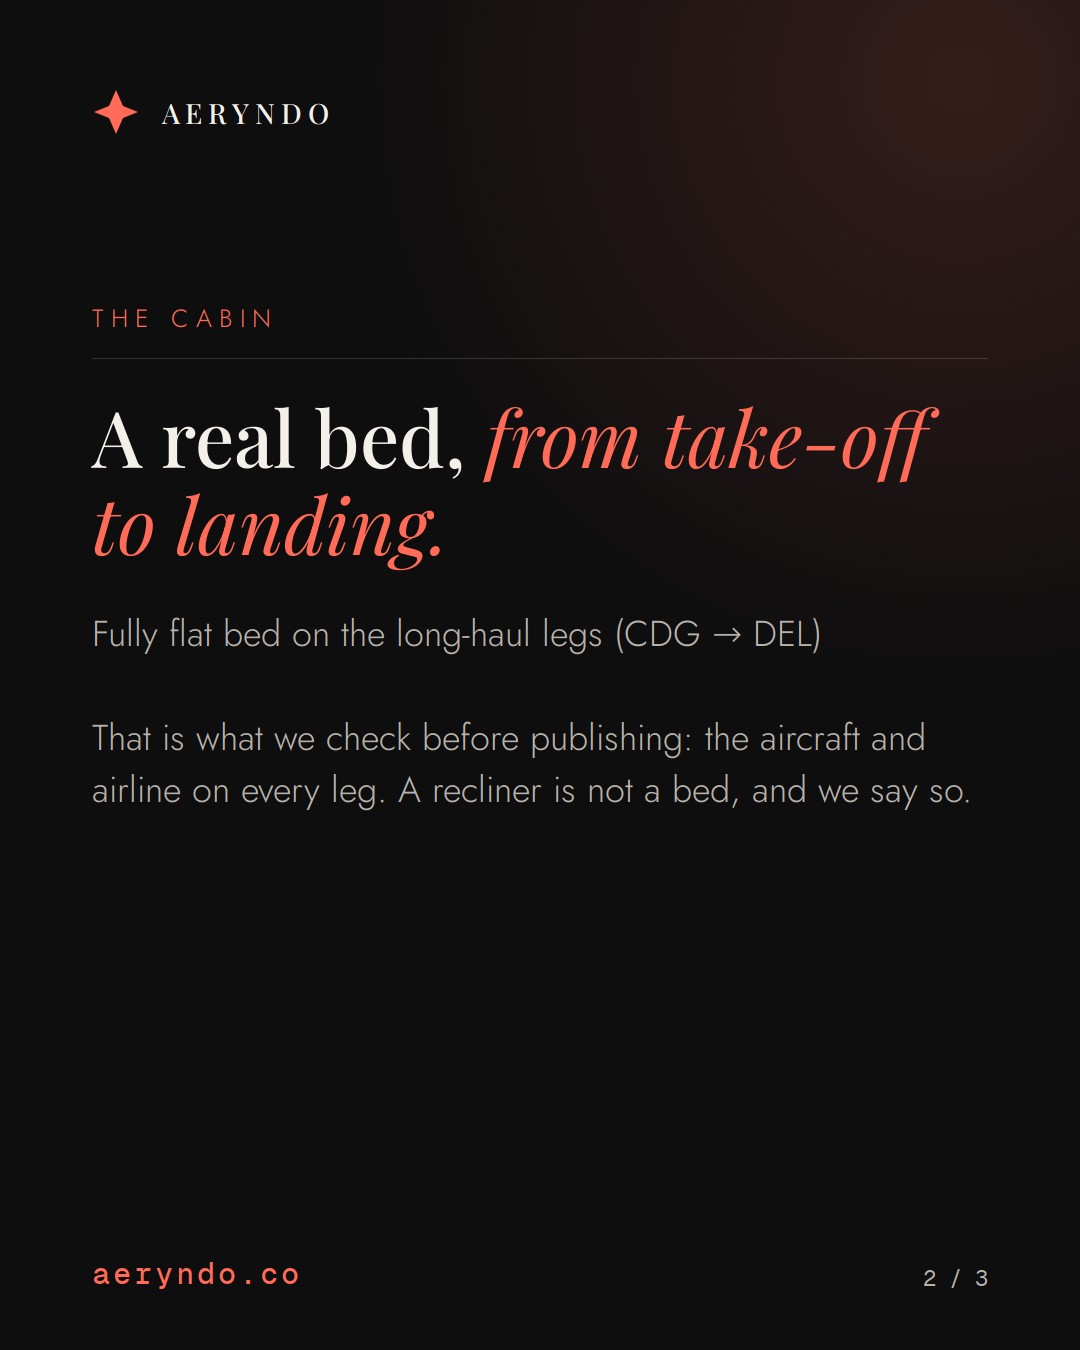 AERYNDO
THE CABIN
A real bed, from take-off
to landing.
Fully flat bed on the long-haul legs (CDG → DEL)
That is what we check before publishing: the aircraft and
airline on every leg. A recliner is not a bed, and we say so.
aeryndo.co
2 / 3